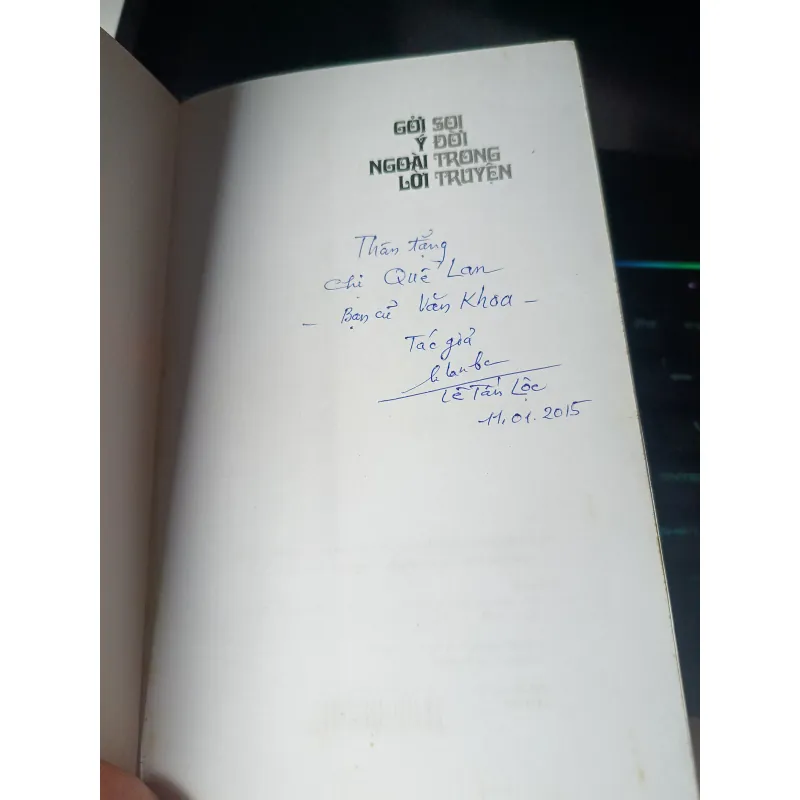 GỞI SOI
Ý ĐỜI
NGOÀI TRONG
LỜI TRUYỆN
Thân tặng
chị Quế Lan
- Bạn cũ Văn Khoa -
Tác giả
Lê Tấn Lộc
11.01.2015